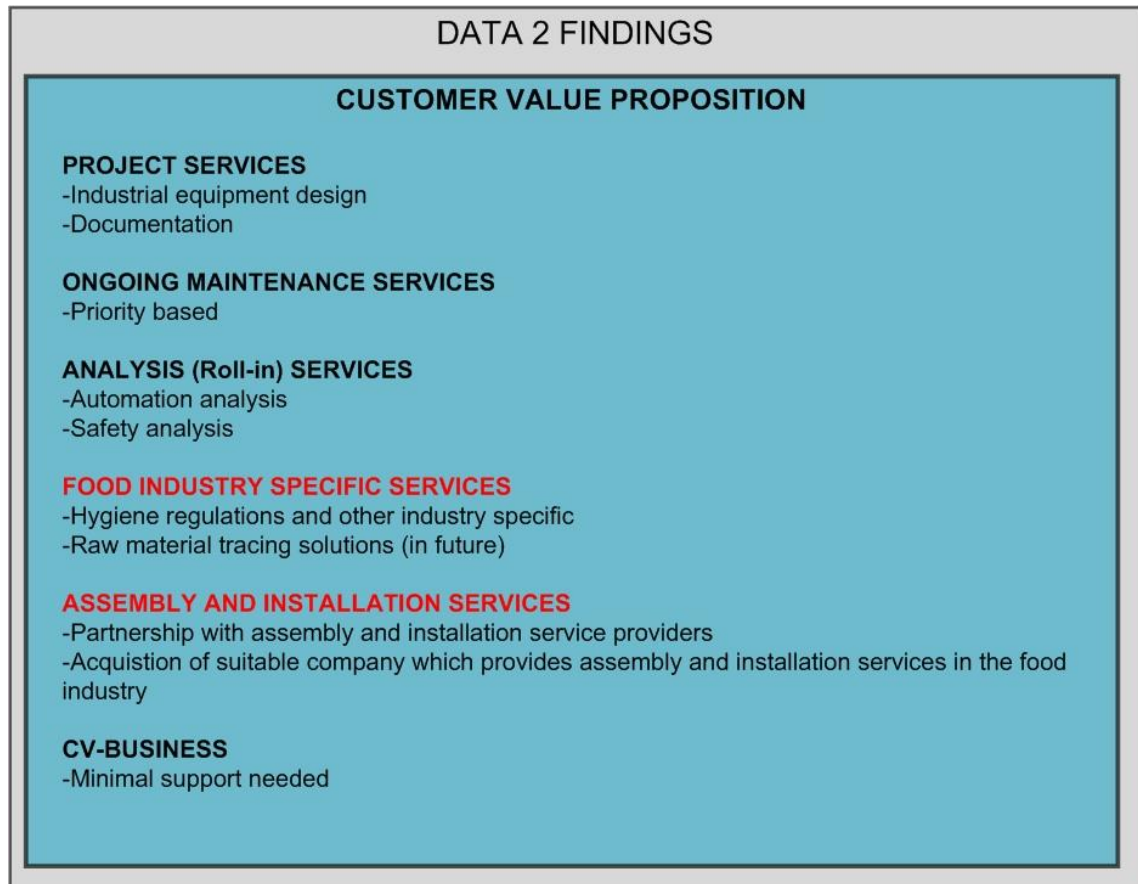 DATA 2 FINDINGS
CUSTOMER VALUE PROPOSITION
PROJECT SERVICES
-Industrial equipment design
-Documentation
ONGOING MAINTENANCE SERVICES
-Priority based
ANALYSIS (Roll-in) SERVICES
-Automation analysis
-Safety analysis
FOOD INDUSTRY SPECIFIC SERVICES
-Hygiene regulations and other industry specific
-Raw material tracing solutions (in future)
ASSEMBLY AND INSTALLATION SERVICES
-Partnership with assembly and installation service providers
-Acquistion of suitable company which provides assembly and installation services in the food
industry
CV-BUSINESS
-Minimal support needed